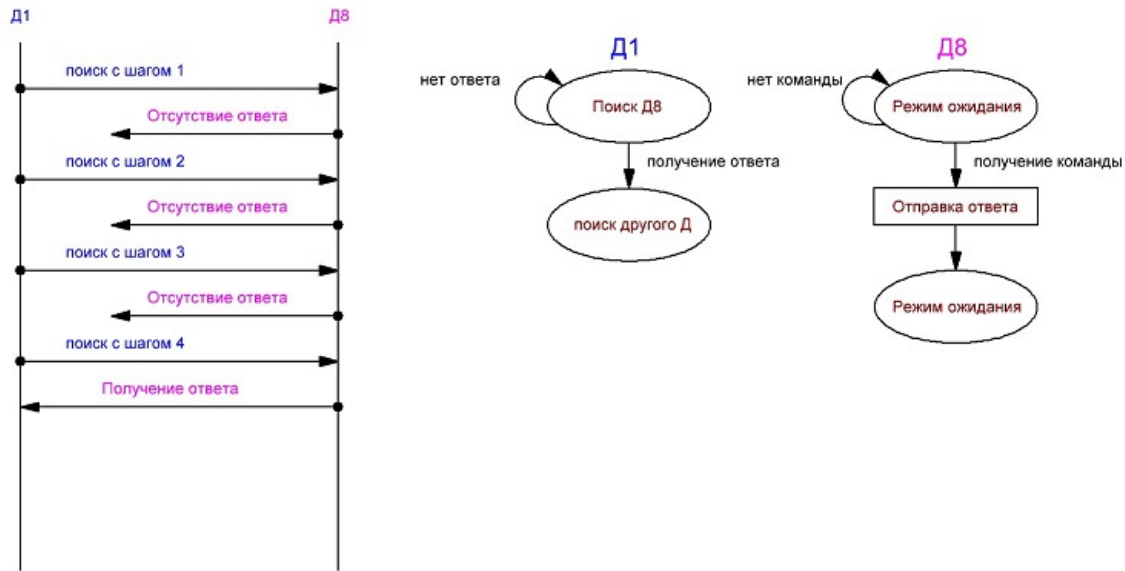 Д1
Д8
поиск с шагом 1
Отсутствие ответа
поиск с шагом 2
Отсутствие ответа
поиск с шагом 3
Отсутствие ответа
поиск с шагом 4
Получение ответа
Д1
нет ответа
Поиск Д8
получение ответа
поиск другого Д
Д8
нет команды
Режим ожидания
получение команды
Отправка ответа
Режим ожидания